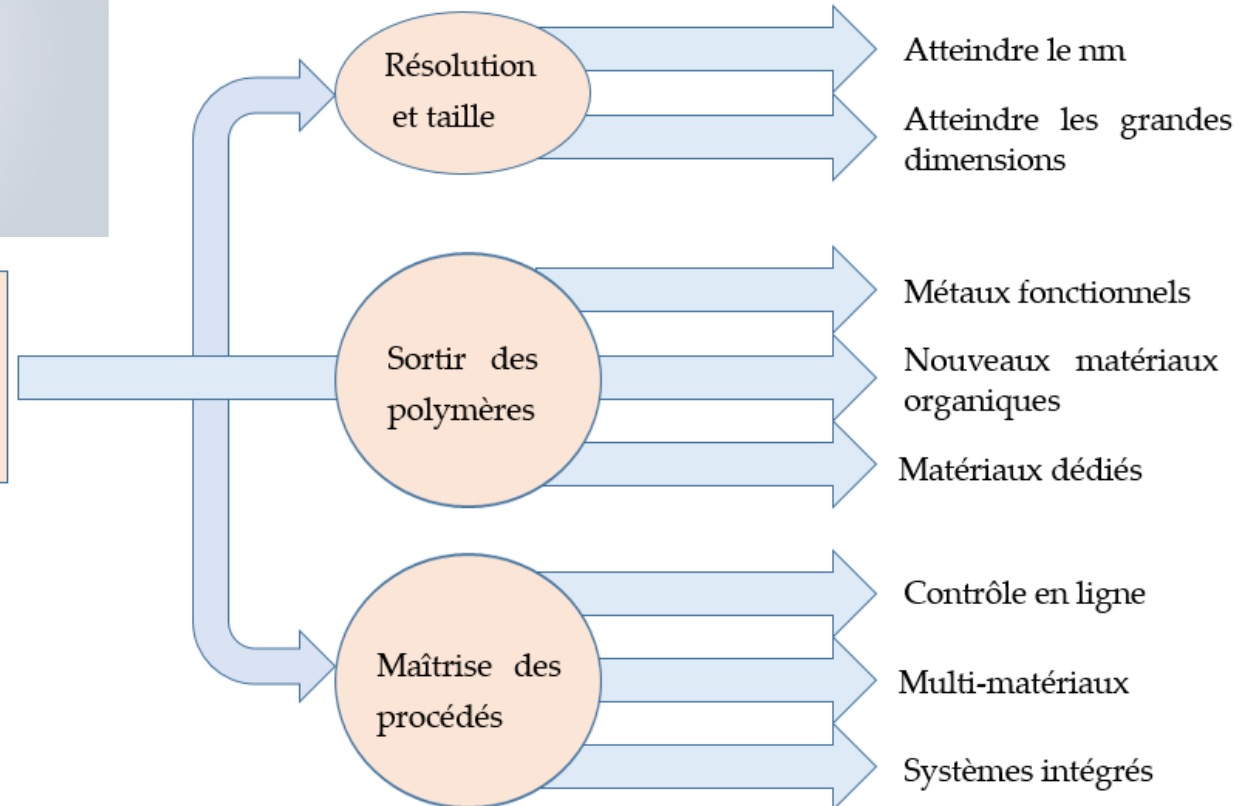 Résolution
et taille
Atteindre le nm
Atteindre les grandes
dimensions
Sortir des
polymères
Métaux fonctionnels
Nouveaux matériaux
organiques
Matériaux dédiés
Maîtrise des
procédés
Contrôle en ligne
Multi-matériaux
Systèmes intégrés